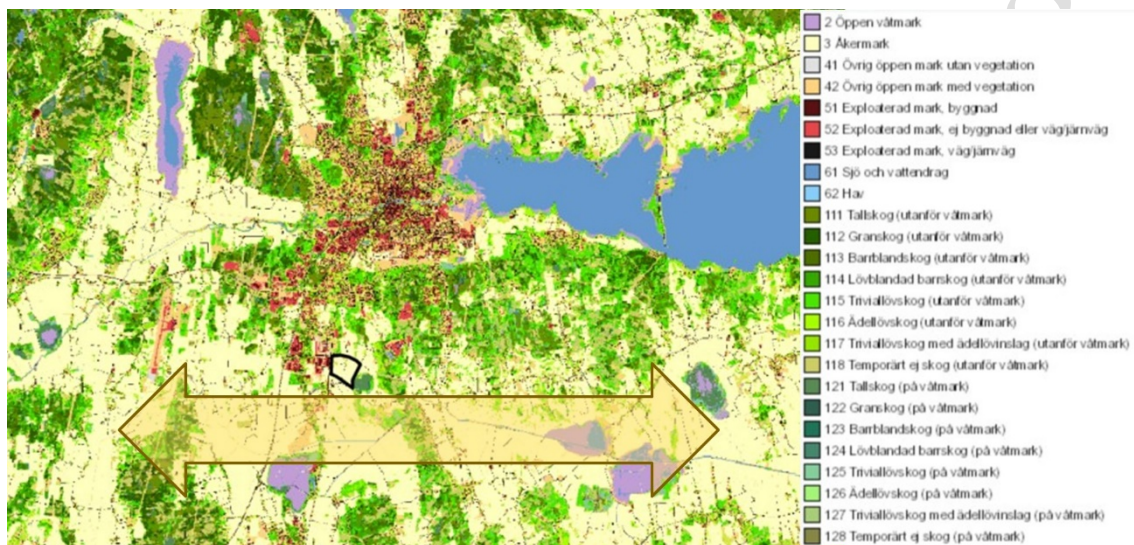 2 Öppen våtmark
3 Åkermark
41 Övrig öppen mark utan vegetation
42 Övrig öppen mark med vegetation
51 Exploaterad mark, byggnad
52 Exploaterad mark, ej byggnad eller väg/järnväg
53 Exploaterad mark, väg/järnväg
61 Sjö och vattendrag
62 Hav
111 Tallskog (utanför våtmark)
112 Granskog (utanför våtmark)
113 Barrblandskog (utanför våtmark)
114 Lövblandad barrskog (utanför våtmark)
115 Triviallövskog (utanför våtmark)
116 Ädellövskog (utanför våtmark)
117 Triviallövskog med ädellövinslag (utanför våtmark)
118 Temporärt ej skog (utanför våtmark)
121 Tallskog (på våtmark)
122 Granskog (på våtmark)
123 Barrblandskog (på våtmark)
124 Lövblandad barrskog (på våtmark)
125 Triviallövskog (på våtmark)
126 Ädellövskog (på våtmark)
127 Triviallövskog med ädellövinslag (på våtmark)
128 Temporärt ej skog (på våtmark)